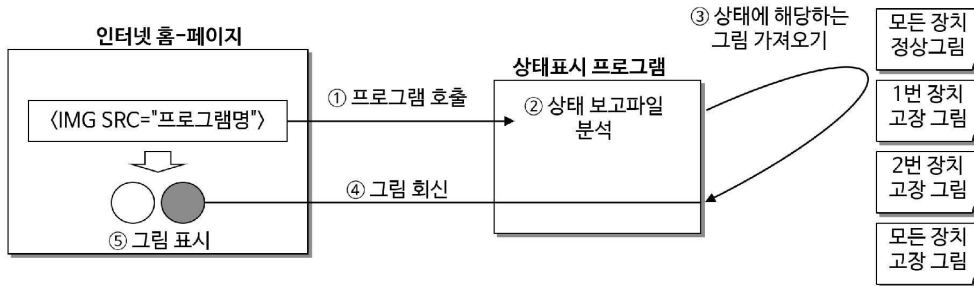 인터넷 홈-페이지
<IMG SRC="프로그램명">
⑤ 그림 표시
① 프로그램 호출
④ 그림 회신
상태표시 프로그램
② 상태 보고파일
분석
③ 상태에 해당하는
그림 가져오기
모든 장치
정상그림
1번 장치
고장 그림
2번 장치
고장 그림
모든 장치
고장 그림